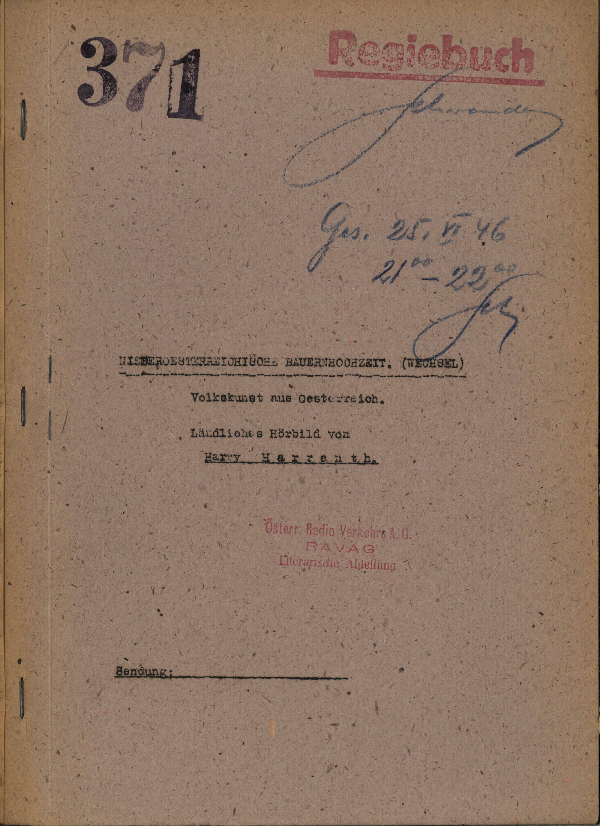 371
Regiebuch
Ges. 25. VI 46
21⁰⁰ – 22⁰⁰
NIEDEROESTERREICHISCHE BAUERNHOCHZEIT. (WECHSEL)
Volkskunst aus Oesterreich.
Ländliches Hörbild von
Harry Harranth.
Österr. Radio Verkehrs A.G.
RAVAG
Literarische Abteilung
Sendung: